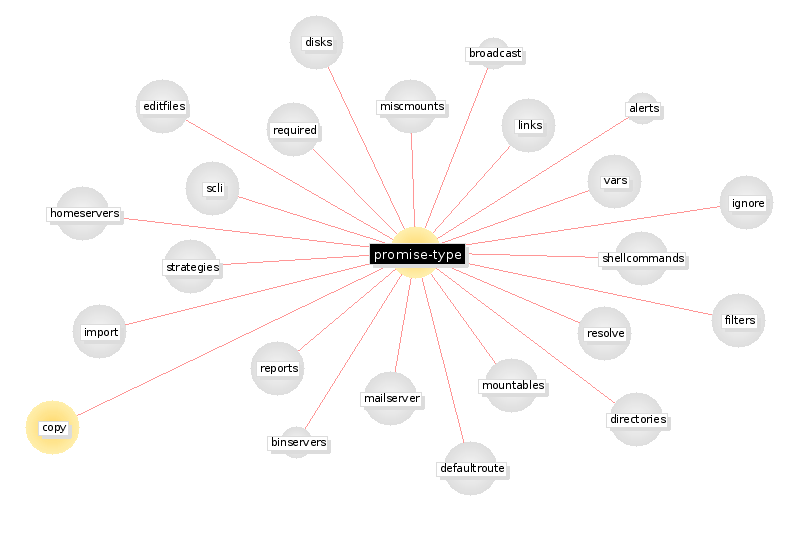 disks
broadcast
editfiles
miscmounts
alerts
required
links
scli
vars
homeservers
ignore
promise-type
strategies
shellcommands
import
filters
resolve
reports
mountables
mailserver
copy
directories
binservers
defaultroute